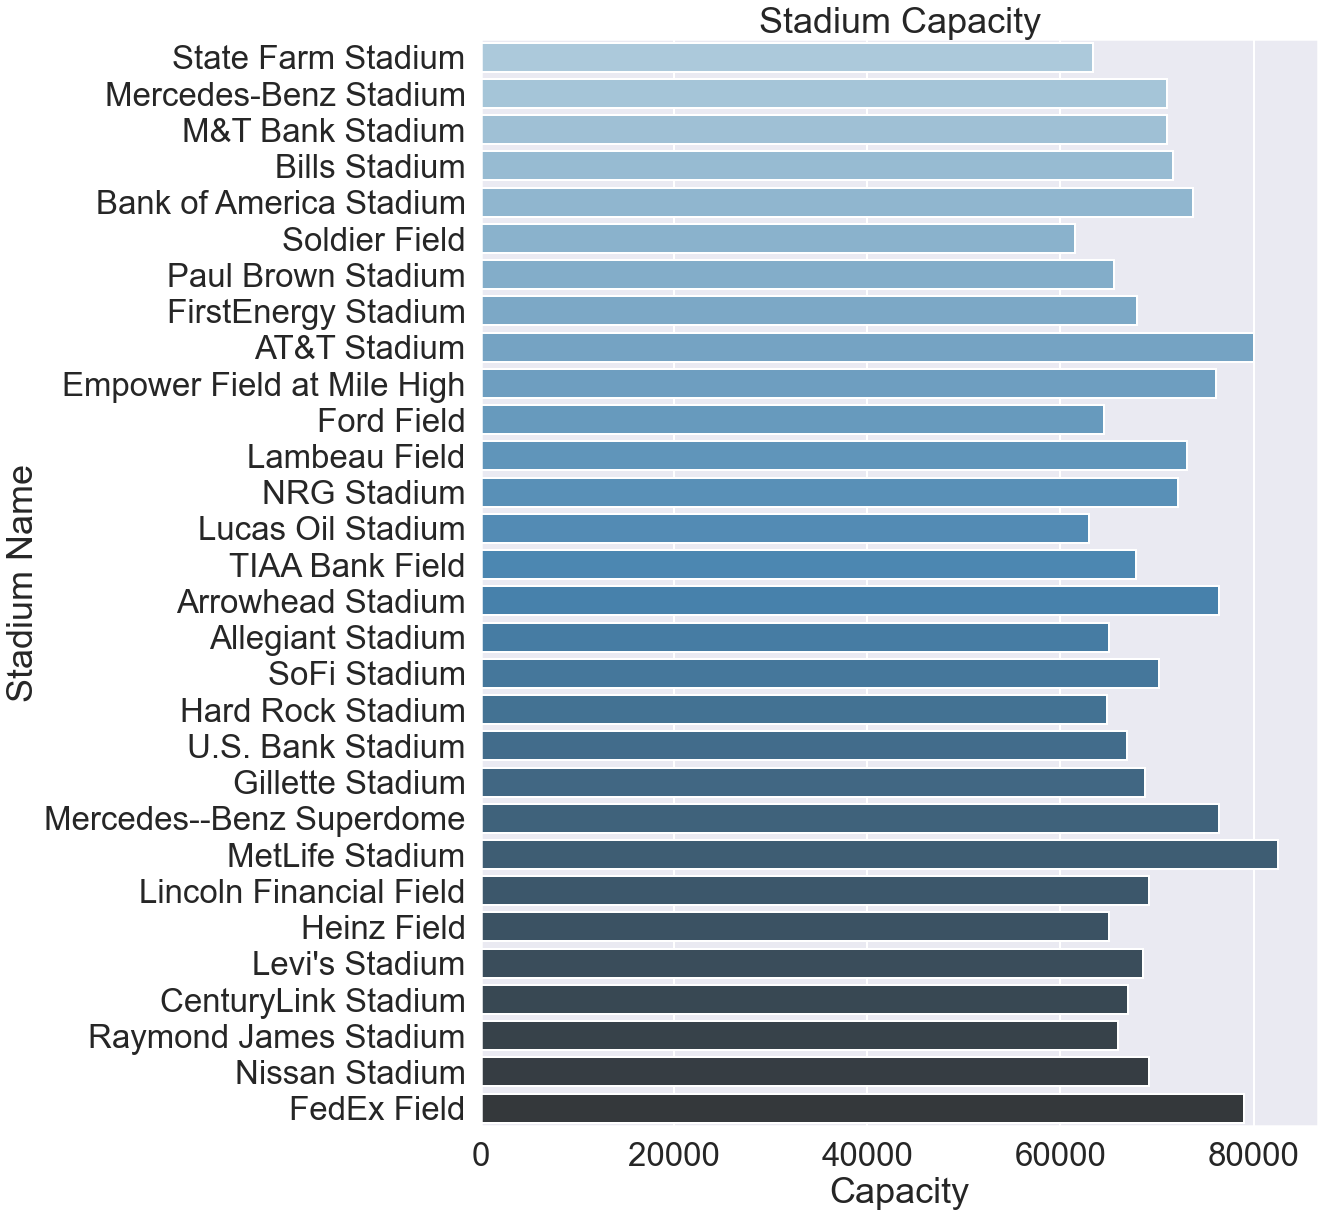 Stadium Capacity
State Farm Stadium
Mercedes-Benz Stadium
M&T Bank Stadium
Bills Stadium
Bank of America Stadium
Soldier Field
Paul Brown Stadium
FirstEnergy Stadium
AT&T Stadium
Empower Field at Mile High
Ford Field
Lambeau Field
NRG Stadium
Lucas Oil Stadium
TIAA Bank Field
Arrowhead Stadium
Allegiant Stadium
SoFi Stadium
Hard Rock Stadium
U.S. Bank Stadium
Gillette Stadium
Mercedes--Benz Superdome
MetLife Stadium
Lincoln Financial Field
Heinz Field
Levi's Stadium
CenturyLink Stadium
Raymond James Stadium
Nissan Stadium
FedEx Field
Stadium Name
0 20000 40000 60000 80000
Capacity